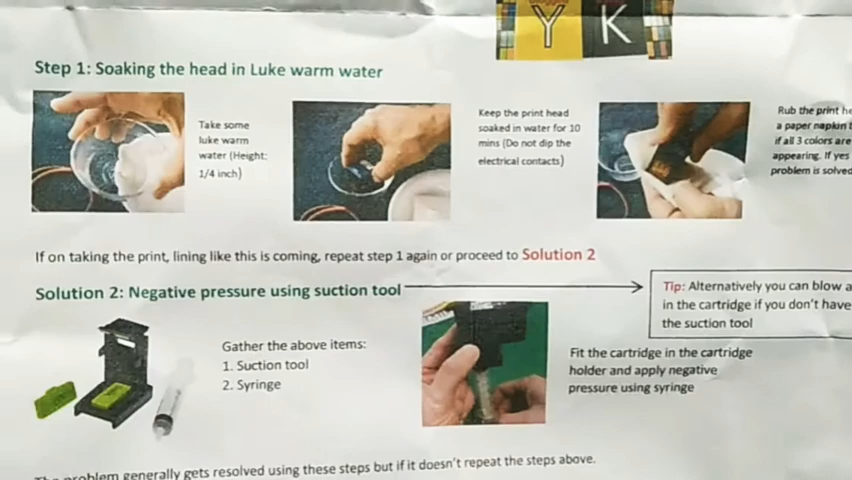 Y K
Step 1: Soaking the head in Luke warm water
Take some
luke warm
water (Height:
1/4 inch)
Keep the print head
soaked in water for 10
mins (Do not dip the
electrical contacts)
Rub the print
a paper napkin
if all 3 colors are
appearing. If yes
problem is solved
If on taking the print, lining like this is coming, repeat step 1 again or proceed to Solution 2
Solution 2: Negative pressure using suction tool
Tip: Alternatively you can blow a
in the cartridge if you don't have
the suction tool
Gather the above items:
1. Suction tool
2. Syringe
Fit the cartridge in the cartridge
holder and apply negative
pressure using syringe
The problem generally gets resolved using these steps but if it doesn't repeat the steps above.